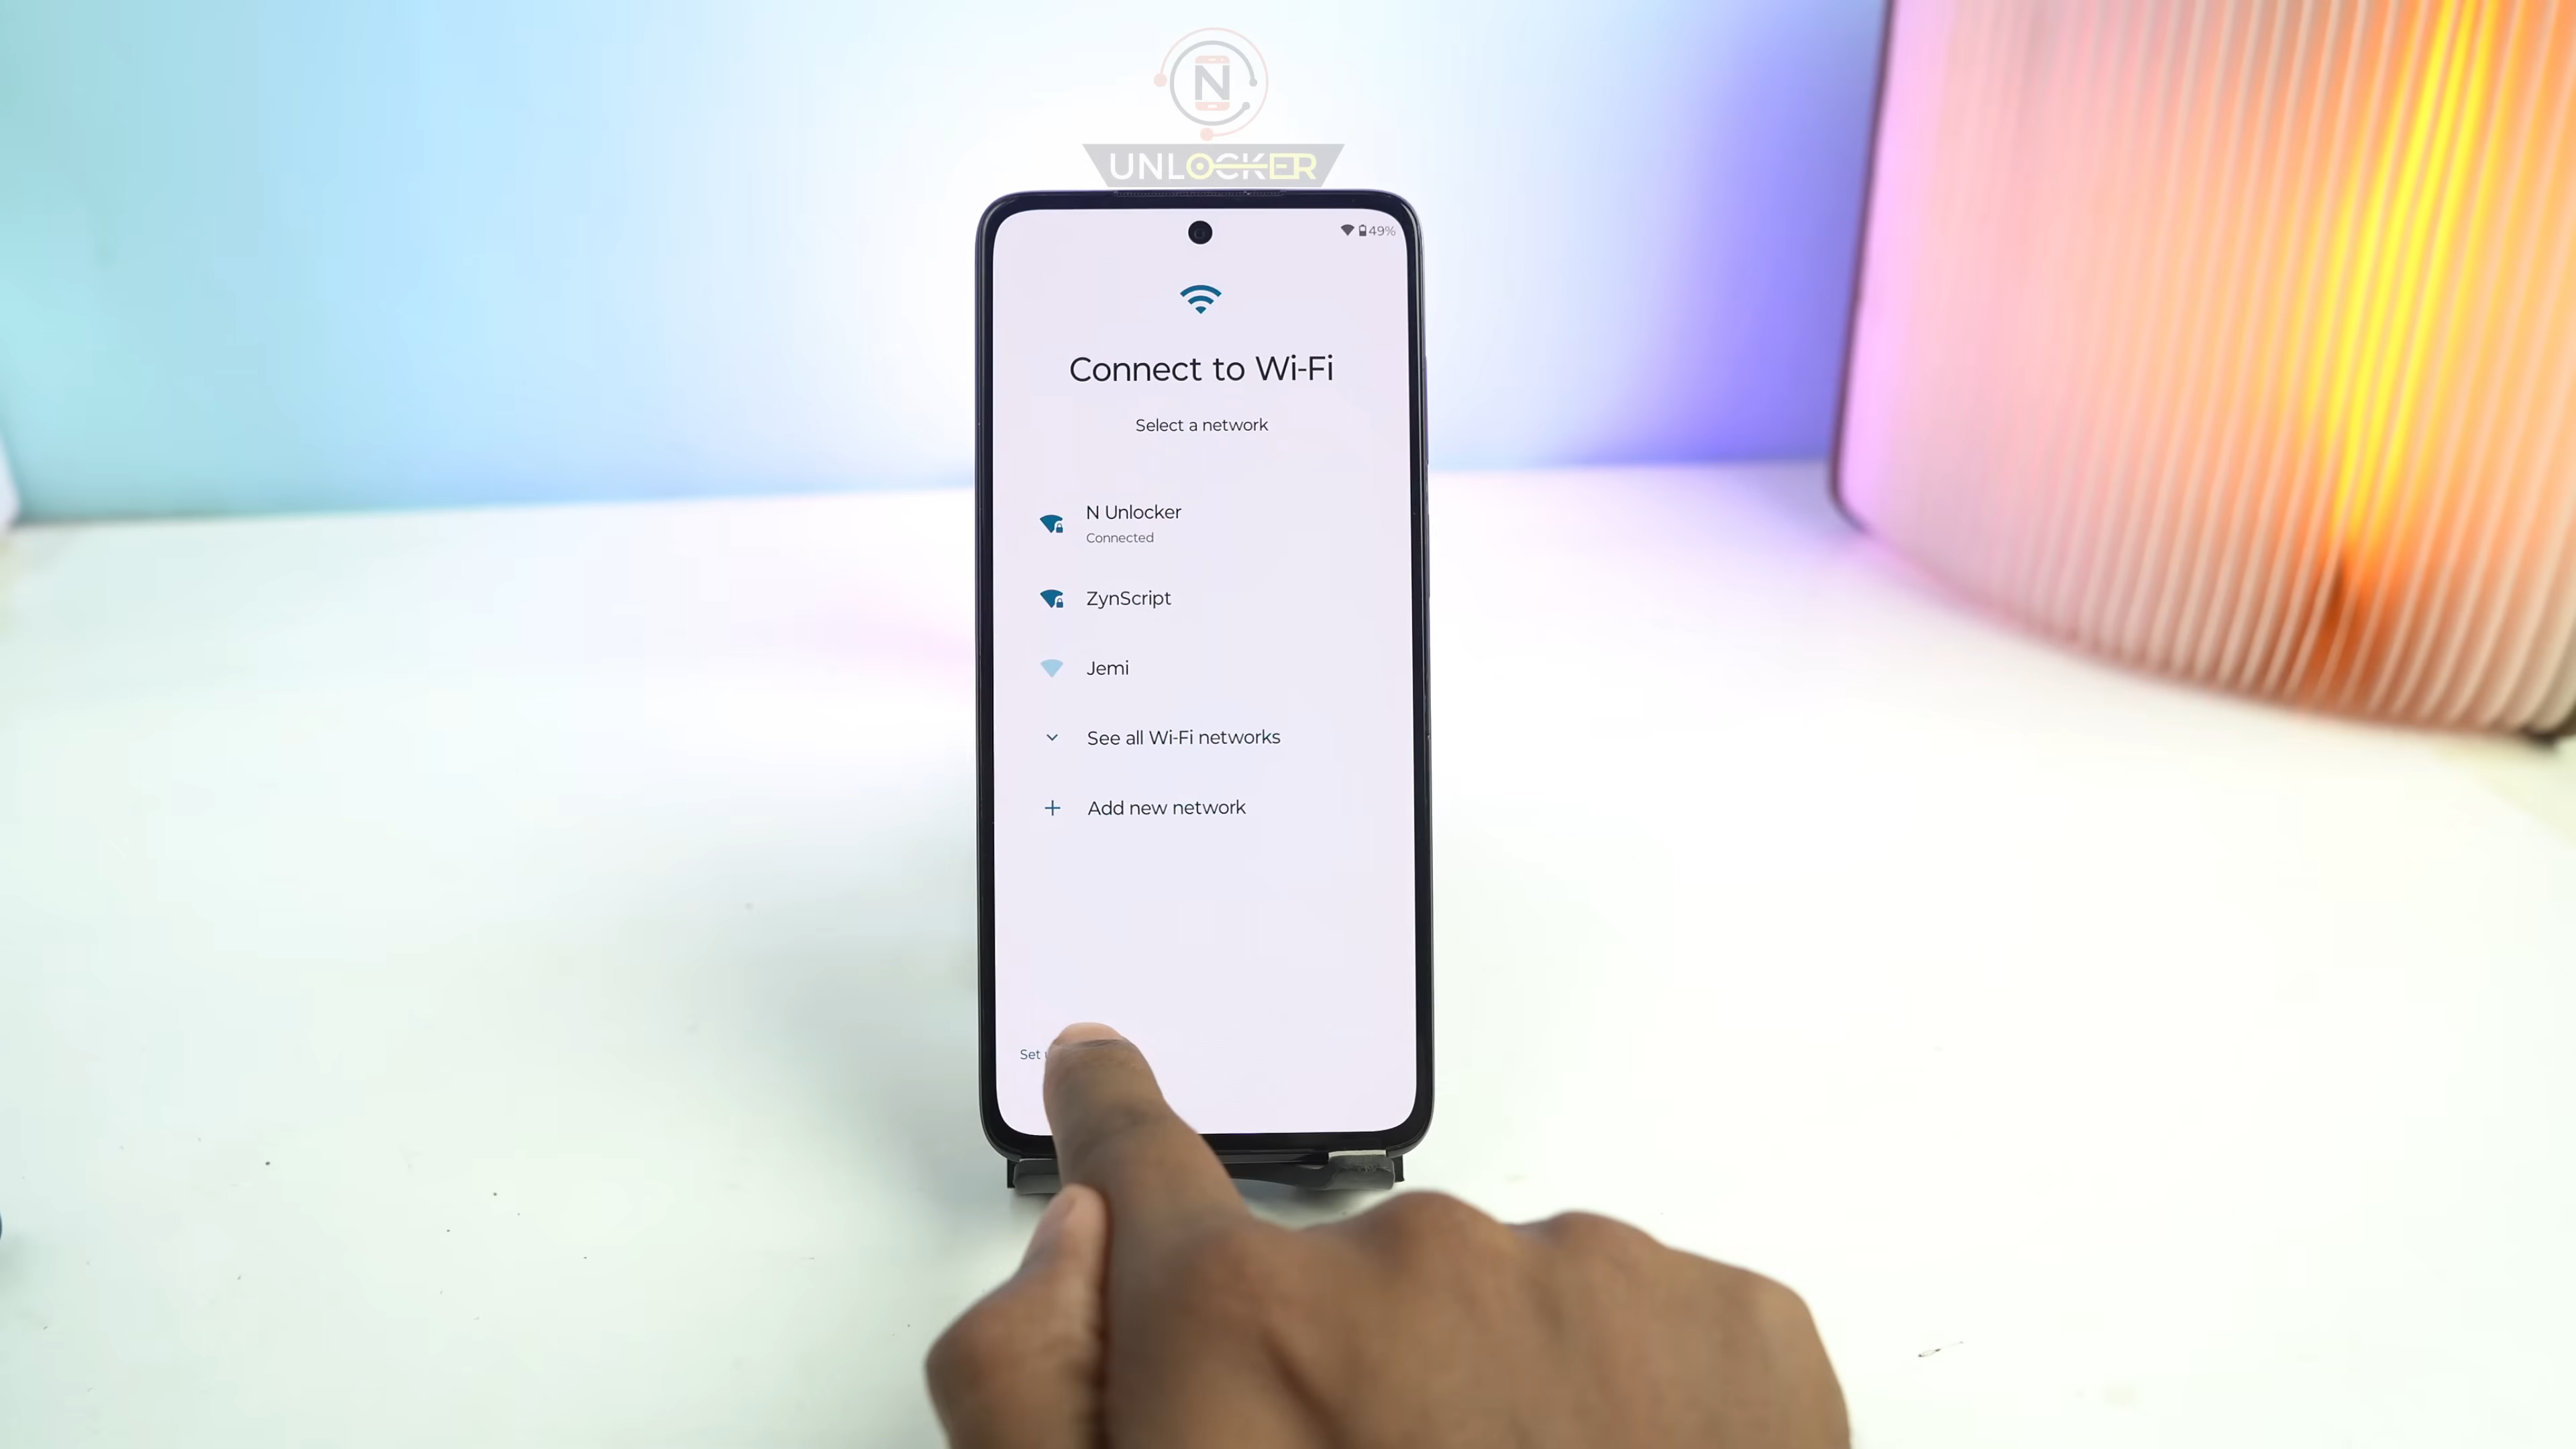 N
UNLOCKER
49%
Connect to Wi-Fi
Select a network
N Unlocker
Connected
ZynScript
Jemi
See all Wi-Fi networks
Add new network
Set